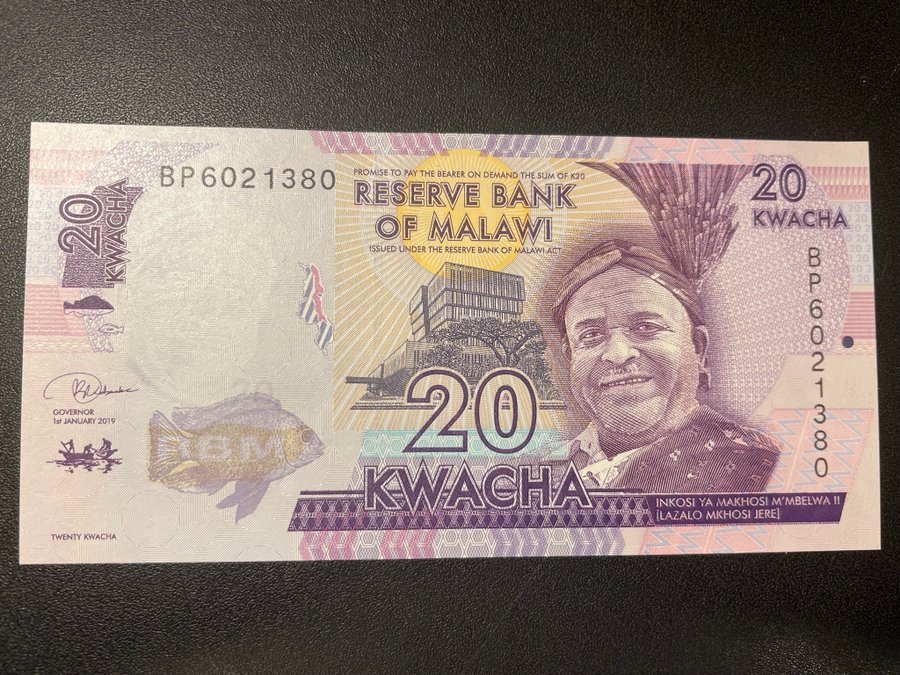 BP6021380
PROMISE TO PAY THE BEARER ON DEMAND THE SUM OF K20
RESERVE BANK
OF MALAWI
ISSUED UNDER THE RESERVE BANK OF MALAWI ACT
20
KWACHA
20
KWACHA
BP6021380
GOVERNOR
1st JANUARY 2019
RBM
20
20
KWACHA
INKOSI YA MAKHOSI M'MBELWA II
[LAZALO MKHOSI JERE]
TWENTY KWACHA